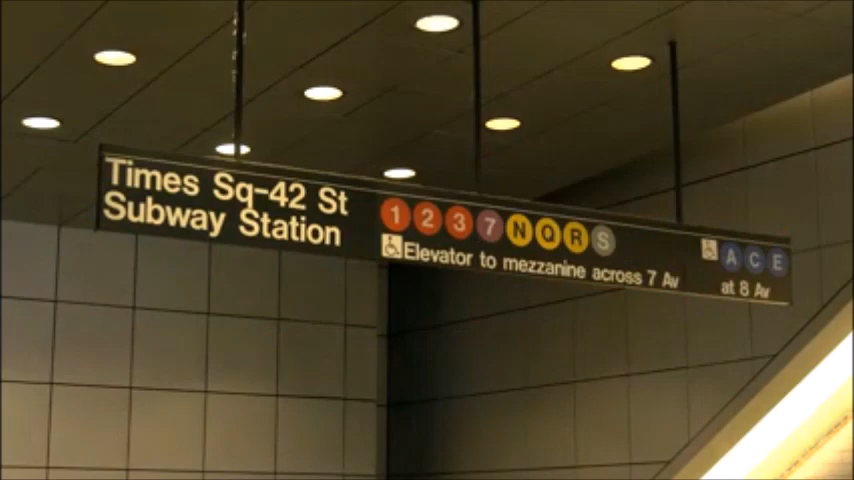 Times Sq-42 St
Subway Station
1 2 3 7 N Q R S
Elevator to mezzanine across 7 Av
A C E
at 8 Av